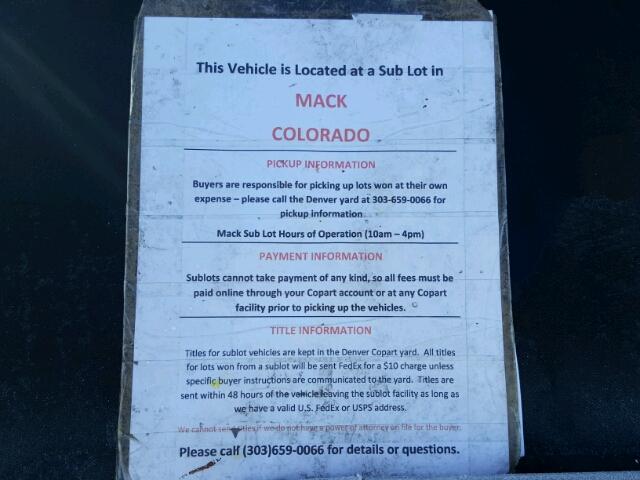 This Vehicle is Located at a Sub Lot in
MACK
COLORADO
PICKUP INFORMATION
Buyers are responsible for picking up lots won at their own
expense – please call the Denver yard at 303-659-0066 for
pickup information
Mack Sub Lot Hours of Operation (10am – 4pm)
PAYMENT INFORMATION
Sublots cannot take payment of any kind, so all fees must be
paid online through your Copart account or at any Copart
facility prior to picking up the vehicles.
TITLE INFORMATION
Titles for sublot vehicles are kept in the Denver Copart yard. All titles
for lots won from a sublot will be sent FedEx for a $10 charge unless
specific buyer instructions are communicated to the yard. Titles are
sent within 48 hours of the vehicle leaving the sublot facility as long as
we have a valid U.S. FedEx or USPS address.
We cannot send titles if we do not have a power of attorney on file for the buyer.
Please call (303)659-0066 for details or questions.